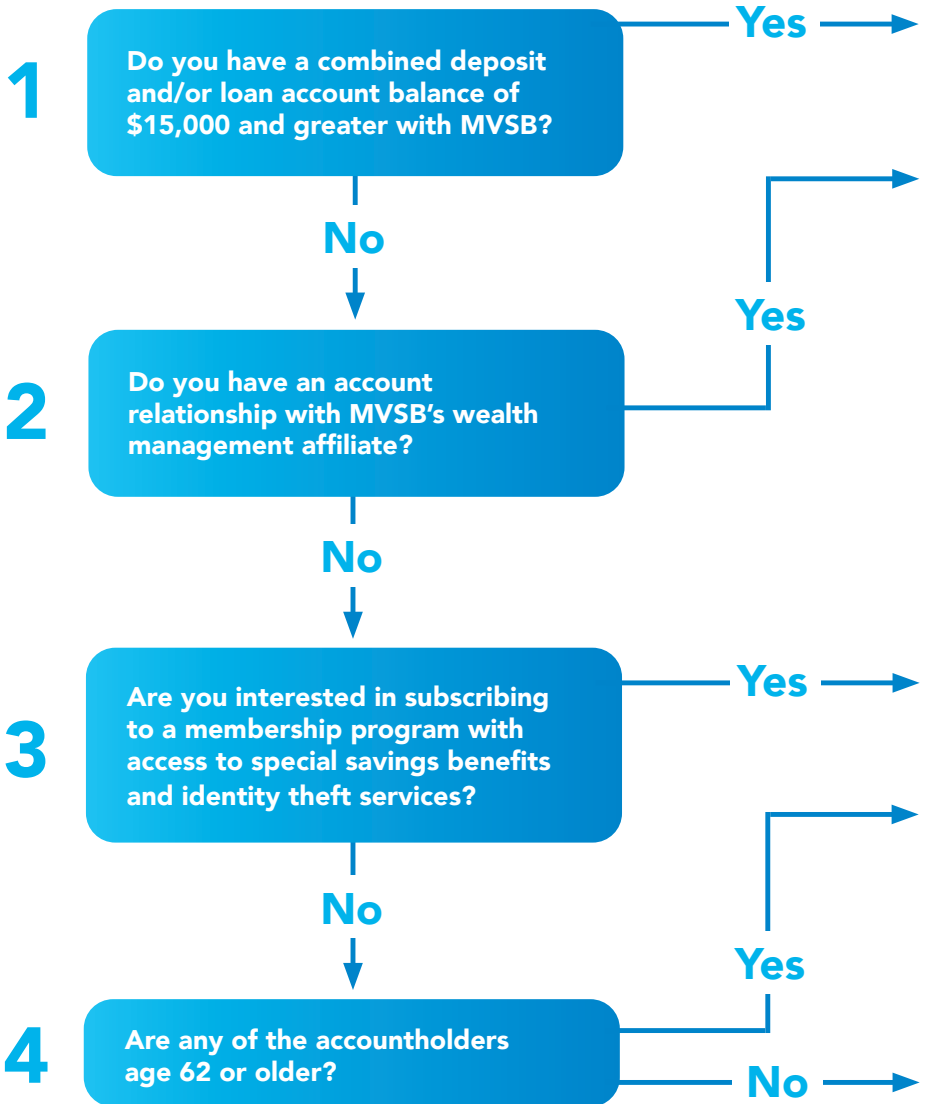 1
Do you have a combined deposit
and/or loan account balance of
$15,000 and greater with MVSB?
Yes
No
2
Do you have an account
relationship with MVSB’s wealth
management affiliate?
Yes
No
3
Are you interested in subscribing
to a membership program with
access to special savings benefits
and identity theft services?
Yes
No
4
Are any of the accountholders
age 62 or older?
Yes
No